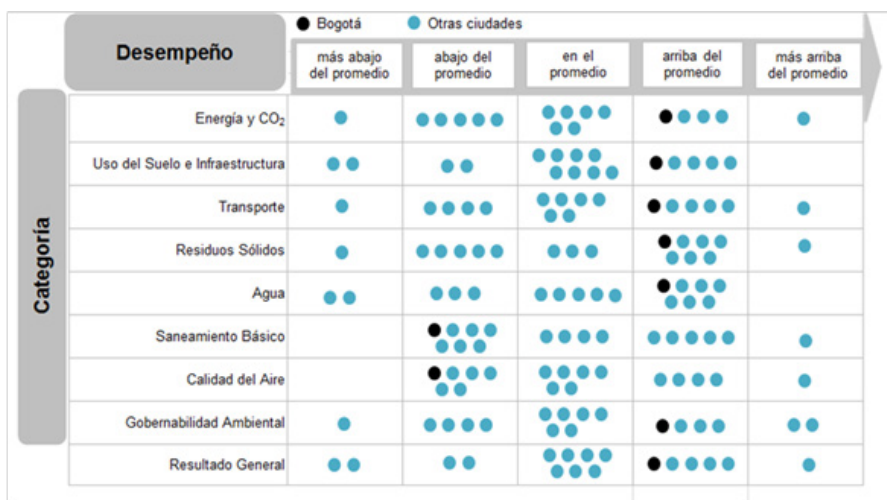 Bogotá
Otras ciudades
Desempeño
más abajo
del promedio
abajo del
promedio
en el
promedio
arriba del
promedio
más arriba
del promedio
Categoría
Energía y CO₂
Uso del Suelo e Infraestructura
Transporte
Residuos Sólidos
Agua
Saneamiento Básico
Calidad del Aire
Gobernabilidad Ambiental
Resultado General